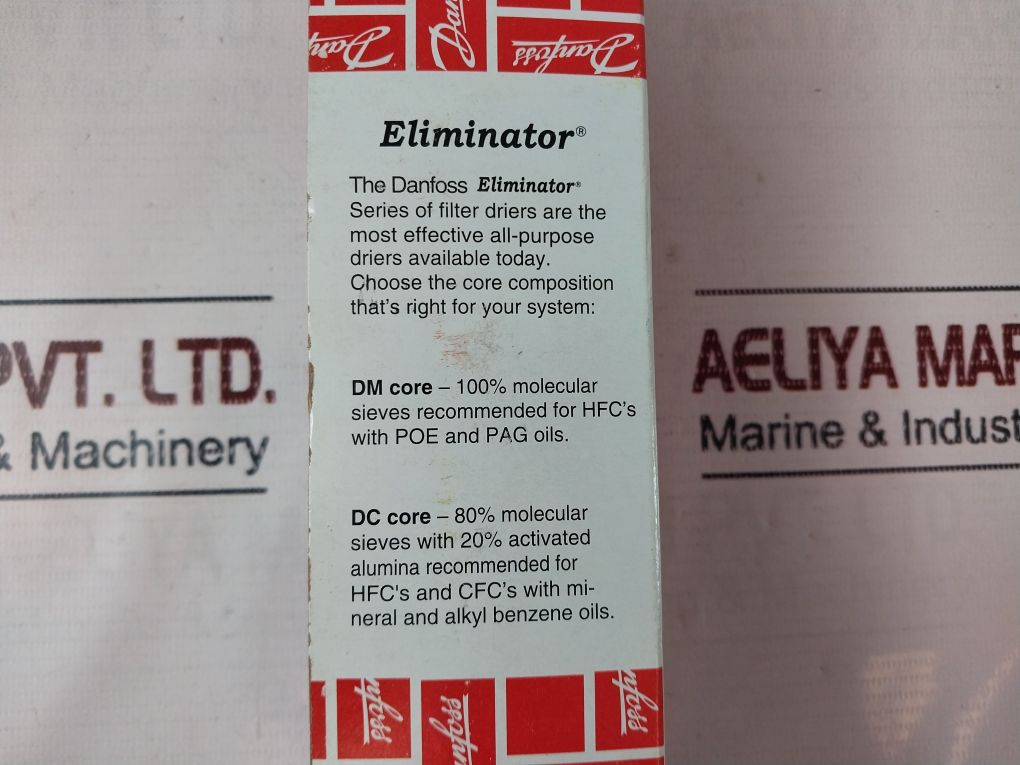 Danfoss
Danfoss
Eliminator®
The Danfoss Eliminator®
Series of filter driers are the
most effective all-purpose
driers available today.
Choose the core composition
that's right for your system:
DM core – 100% molecular
sieves recommended for HFC's
with POE and PAG oils.
DC core – 80% molecular
sieves with 20% activated
alumina recommended for
HFC's and CFC's with mi-
neral and alkyl benzene oils.
nfoss
nfoss
PVT. LTD.
& Machinery
AELIYA MAR
Marine & Indust